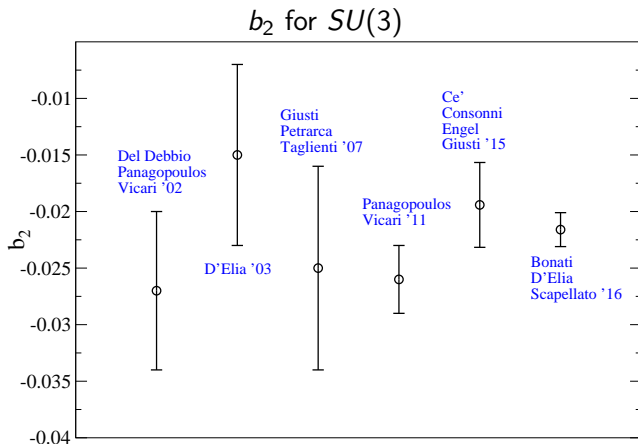 b₂ for SU(3)
-0.01
-0.015
-0.02
-0.025
-0.03
-0.035
-0.04
b₂
Del Debbio
Panagopoulos
Vicari '02
D'Elia '03
Giusti
Petrarca
Taglienti '07
Panagopoulos
Vicari '11
Ce'
Consonni
Engel
Giusti '15
Bonati
D'Elia
Scapellato '16